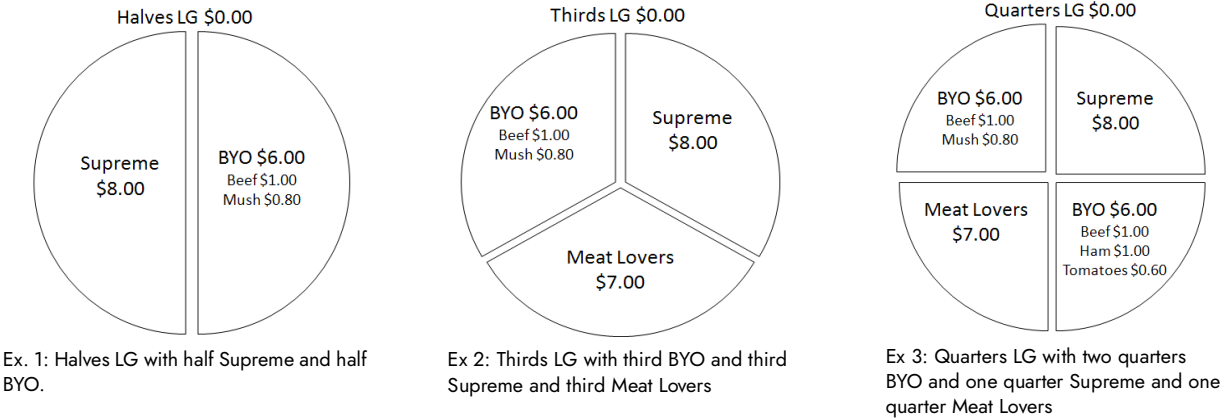 Halves LG $0.00
Supreme
$8.00
BYO $6.00
Beef $1.00
Mush $0.80
Ex. 1: Halves LG with half Supreme and half
BYO.
Thirds LG $0.00
BYO $6.00
Beef $1.00
Mush $0.80
Supreme
$8.00
Meat Lovers
$7.00
Ex 2: Thirds LG with third BYO and third
Supreme and third Meat Lovers
Quarters LG $0.00
BYO $6.00
Beef $1.00
Mush $0.80
Supreme
$8.00
Meat Lovers
$7.00
BYO $6.00
Beef $1.00
Ham $1.00
Tomatoes $0.60
Ex 3: Quarters LG with two quarters
BYO and one quarter Supreme and one
quarter Meat Lovers